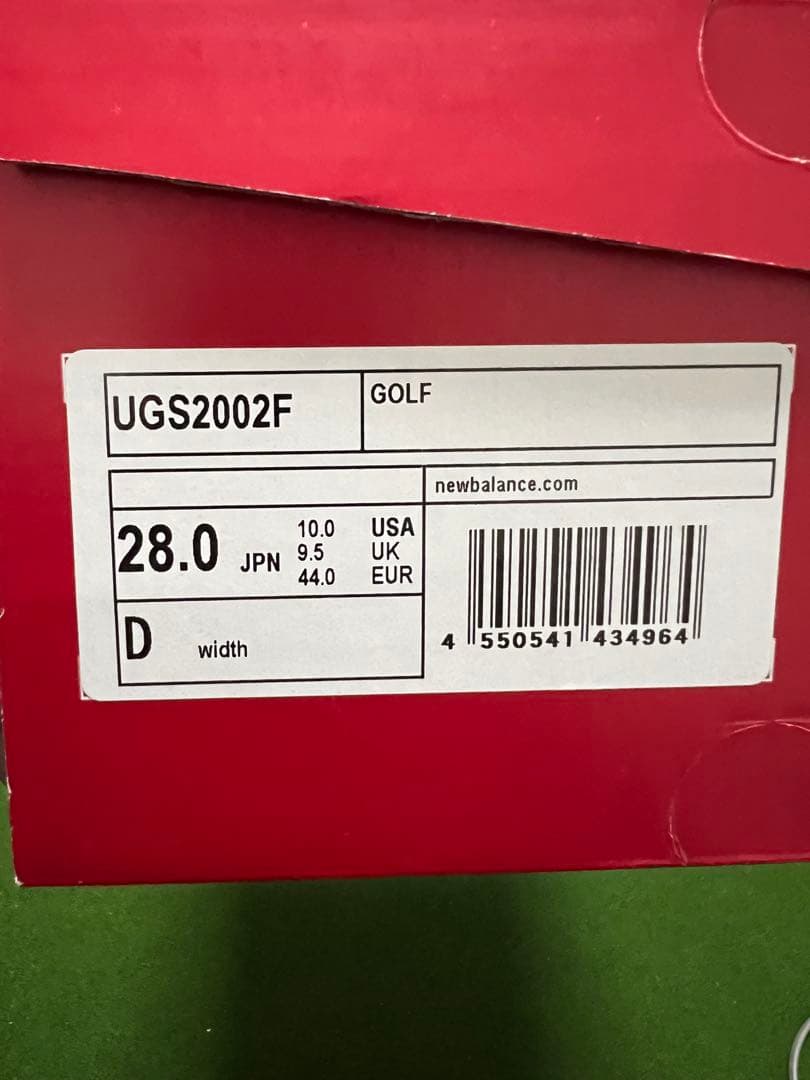 UGS2002F
GOLF
newbalance.com
28.0 JPN
10.0 USA
9.5 UK
44.0 EUR
D width
4 550541 434964